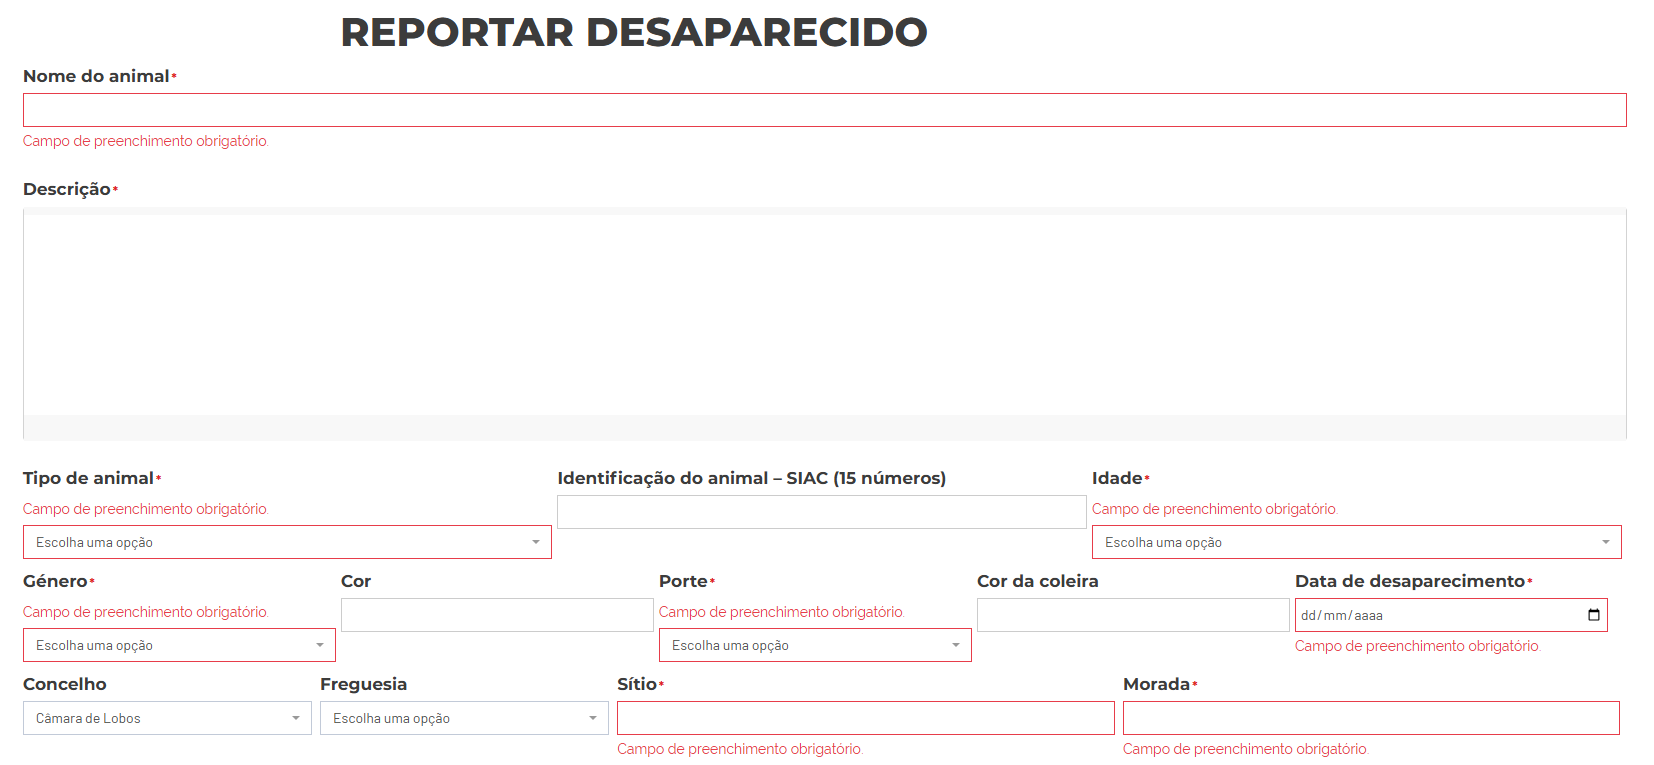 REPORTAR DESAPARECIDO
Nome do animal*
Campo de preenchimento obrigatório.
Descrição*
Tipo de animal* Identificação do animal – SIAC (15 números) Idade*
Campo de preenchimento obrigatório. Campo de preenchimento obrigatório.
Escolha uma opção Escolha uma opção
Género* Cor Porte* Cor da coleira Data de desaparecimento*
Campo de preenchimento obrigatório. Campo de preenchimento obrigatório. dd/mm/aaaa
Escolha uma opção Escolha uma opção Campo de preenchimento obrigatório.
Concelho Freguesia Sítio* Morada*
Câmara de Lobos Escolha uma opção
Campo de preenchimento obrigatório. Campo de preenchimento obrigatório.